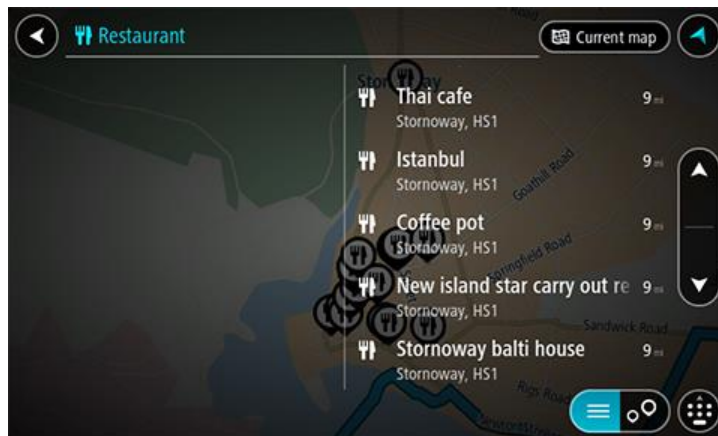 Restaurant
Current map
Thai cafe 9 mi
Stornoway, HS1
Istanbul 9 mi
Stornoway, HS1
Goathill Road
Coffee pot 9 mi
Stornoway, HS1
Springfield Road
New island star carry out re 9 mi
Stornoway, HS1
Sandwick Road
Stornoway balti house 9 mi
Stornoway, HS1
Rigs Road